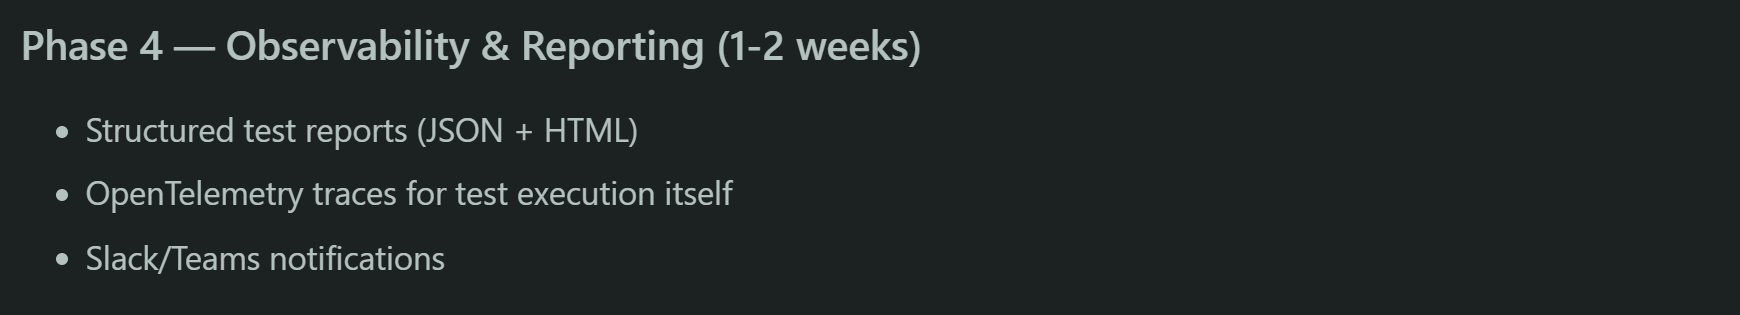 Phase 4 — Observability & Reporting (1-2 weeks)
• Structured test reports (JSON + HTML)
• OpenTelemetry traces for test execution itself
• Slack/Teams notifications